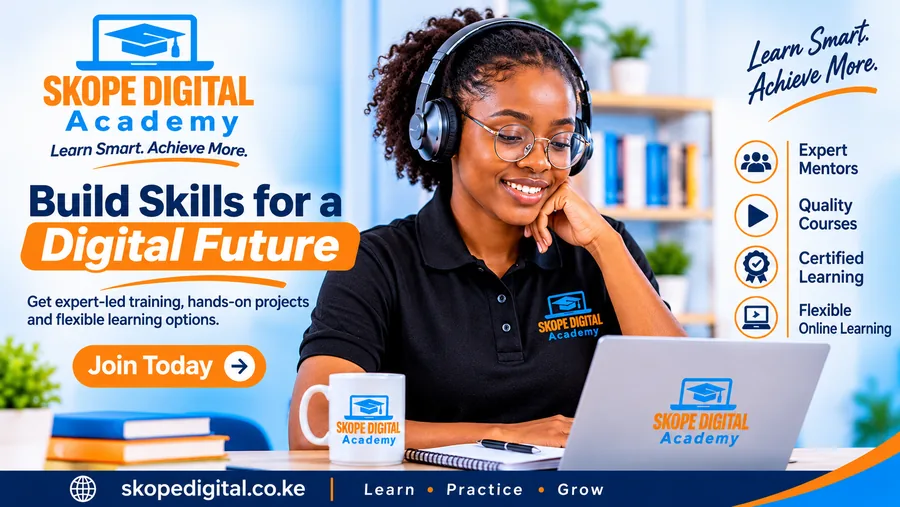 SKOPE DIGITAL
Academy
Learn Smart. Achieve More.
Build Skills for a
Digital Future
Get expert-led training, hands-on projects
and flexible learning options.
Join Today
Learn Smart.
Achieve More.
Expert
Mentors
Quality
Courses
Certified
Learning
Flexible
Online Learning
SKOPE DIGITAL
Academy
SKOPE DIGITAL
Academy
SKOPE DIGITAL
Academy
skopedigital.co.ke | Learn • Practice • Grow